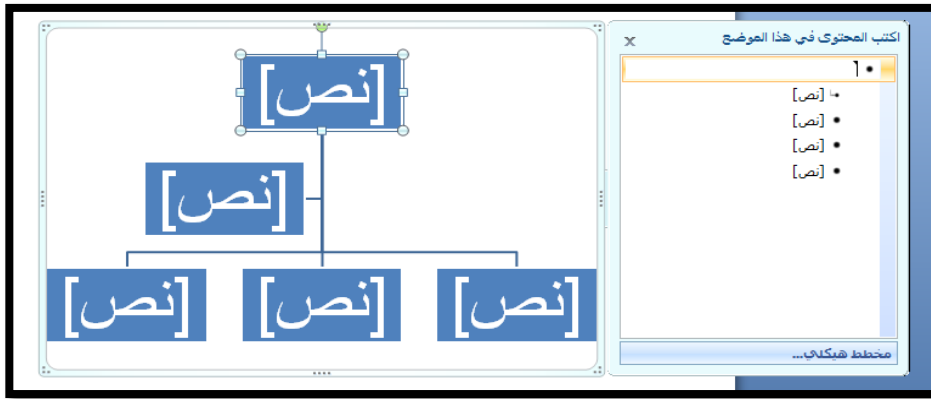 اكتب المحتوى في هذا الموضع
[نص]
[نص]
[نص]
[نص]
مخطط هيكلي...
[نص]
[نص]
[نص] [نص] [نص]